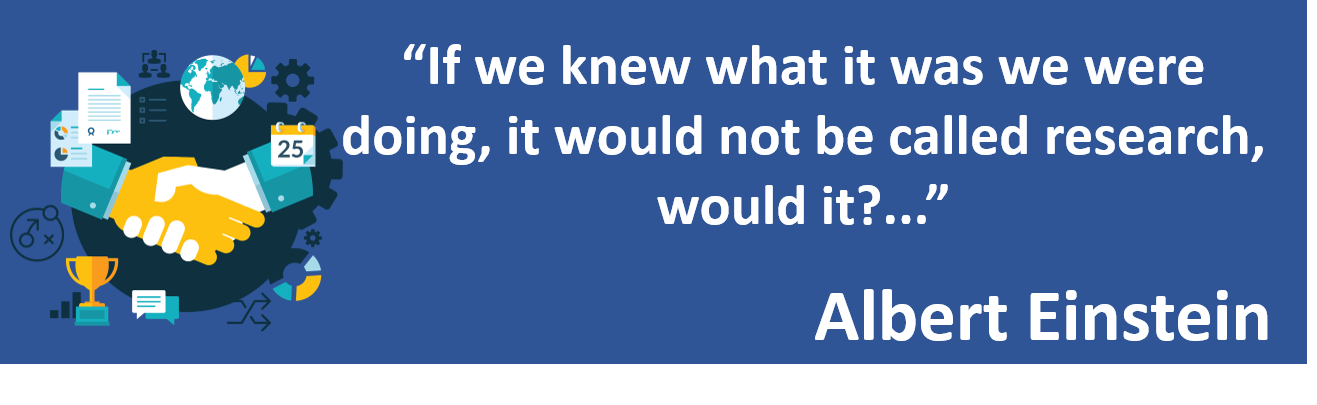 “If we knew what it was we were
doing, it would not be called research,
would it?...”
Albert Einstein
25